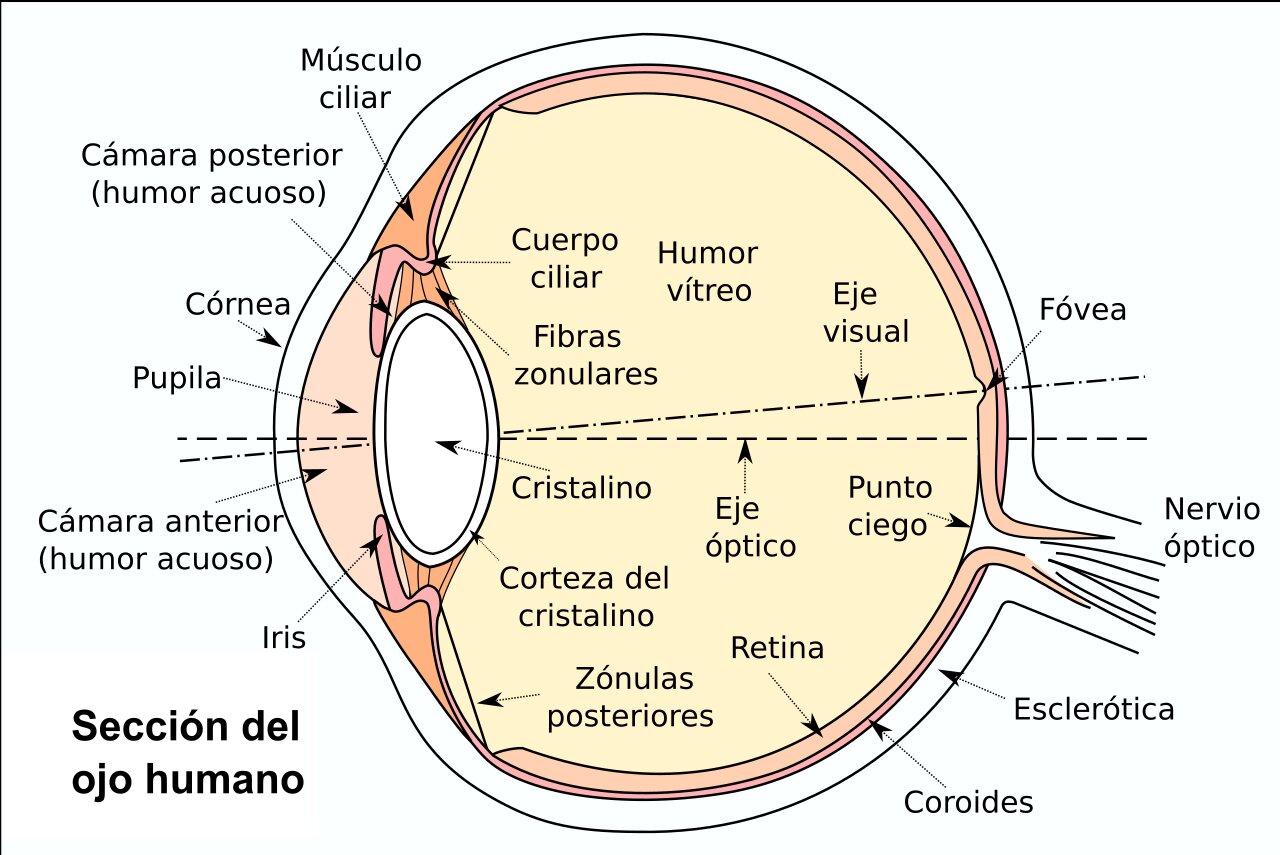 Músculo
ciliar
Cámara posterior
(humor acuoso)
Cuerpo
ciliar
Humor
vítreo
Eje
visual
Fóvea
Córnea
Fibras
zonulares
Pupila
Cristalino
Eje
óptico
Punto
ciego
Nervio
óptico
Cámara anterior
(humor acuoso)
Corteza del
cristalino
Iris
Retina
Zónulas
posteriores
Esclerótica
Coroides
Sección del
ojo humano